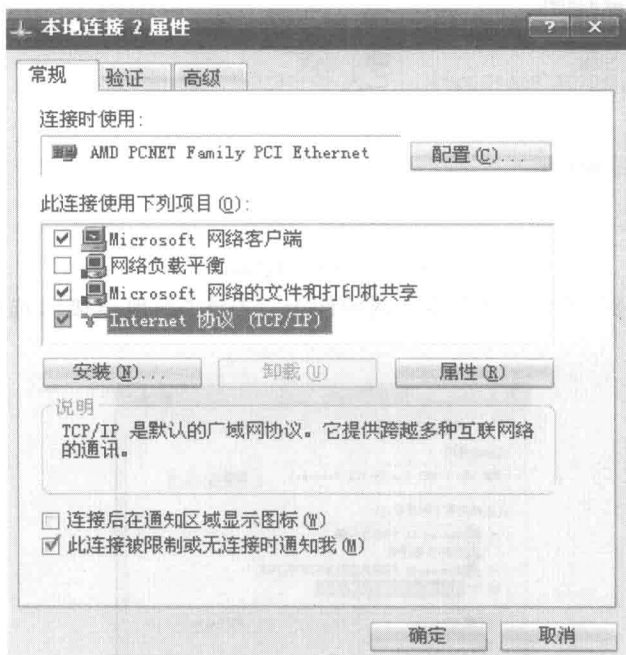 本地连接 2 属性
常规 验证 高级
连接时使用:
AMD PCNET Family PCI Ethernet 配置(C)...
此连接使用下列项目(O):
Microsoft 网络客户端
网络负载平衡
Microsoft 网络的文件和打印机共享
Internet 协议 (TCP/IP)
安装(N)... 卸载(U) 属性(R)
说明
TCP/IP 是默认的广域网协议。它提供跨越多种互联网络
的通讯。
连接后在通知区域显示图标(W)
此连接被限制或无连接时通知我(M)
确定 取消